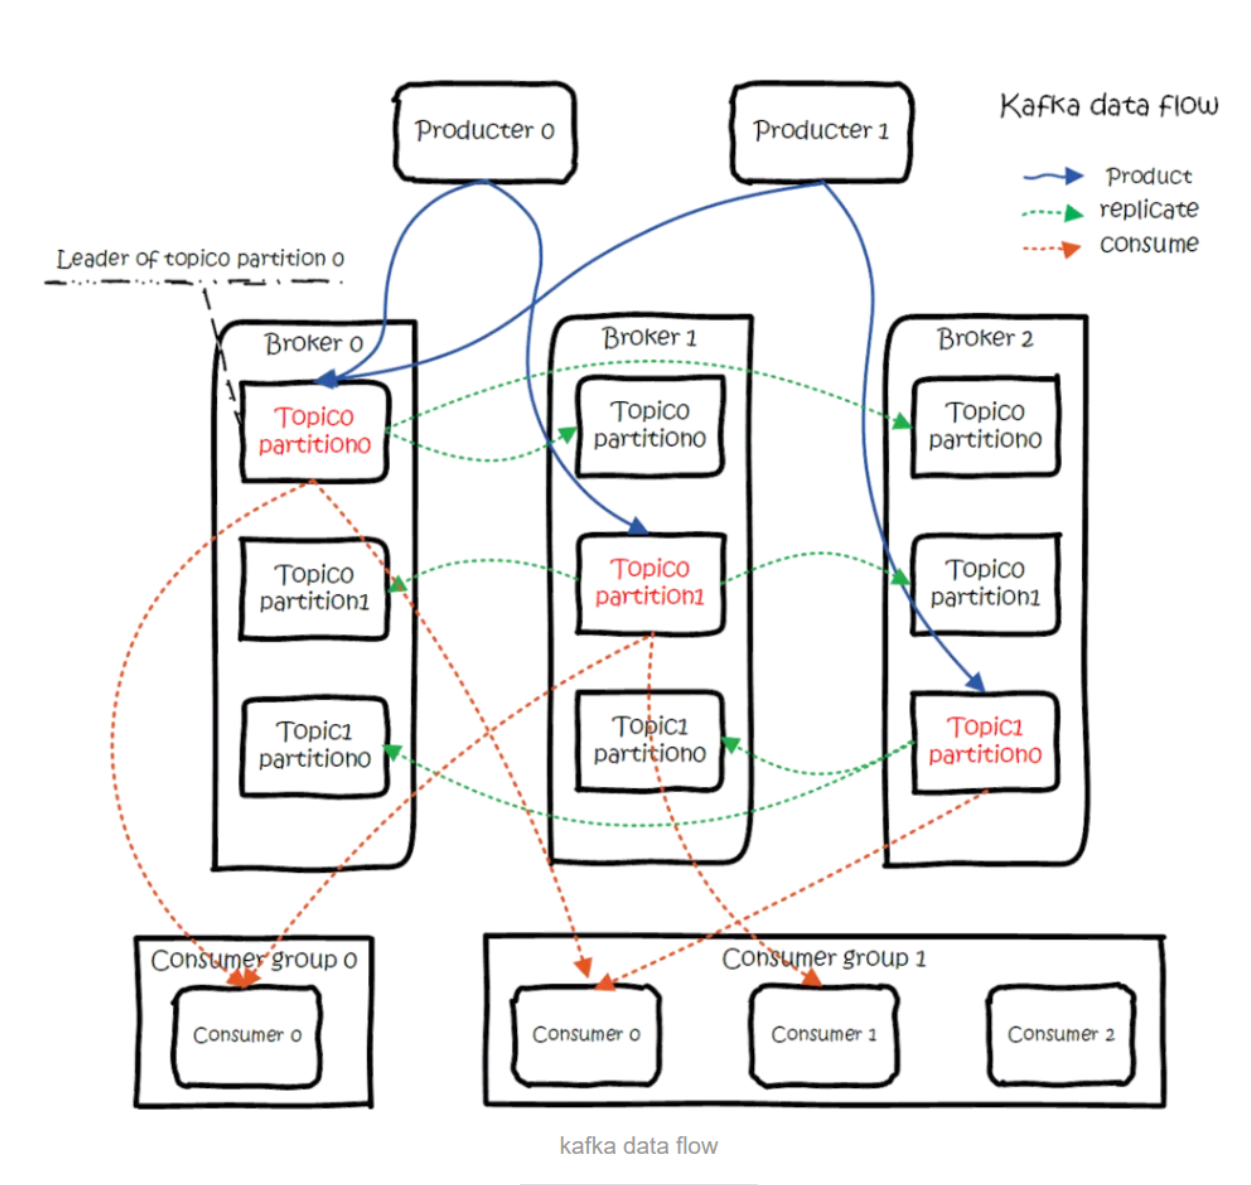 Producter 0
Producter 1
Kafka data flow
Product
replicate
consume
Leader of topic0 partition 0
Broker 0
Broker 1
Broker 2
Topic0
partition0
Topic0
partition0
Topic0
partition0
Topic0
partition1
Topic0
partition1
Topic0
partition1
Topic1
partition0
Topic1
partition0
Topic1
partition0
Consumer group 0
Consumer group 1
Consumer 0
Consumer 0
Consumer 1
Consumer 2
kafka data flow